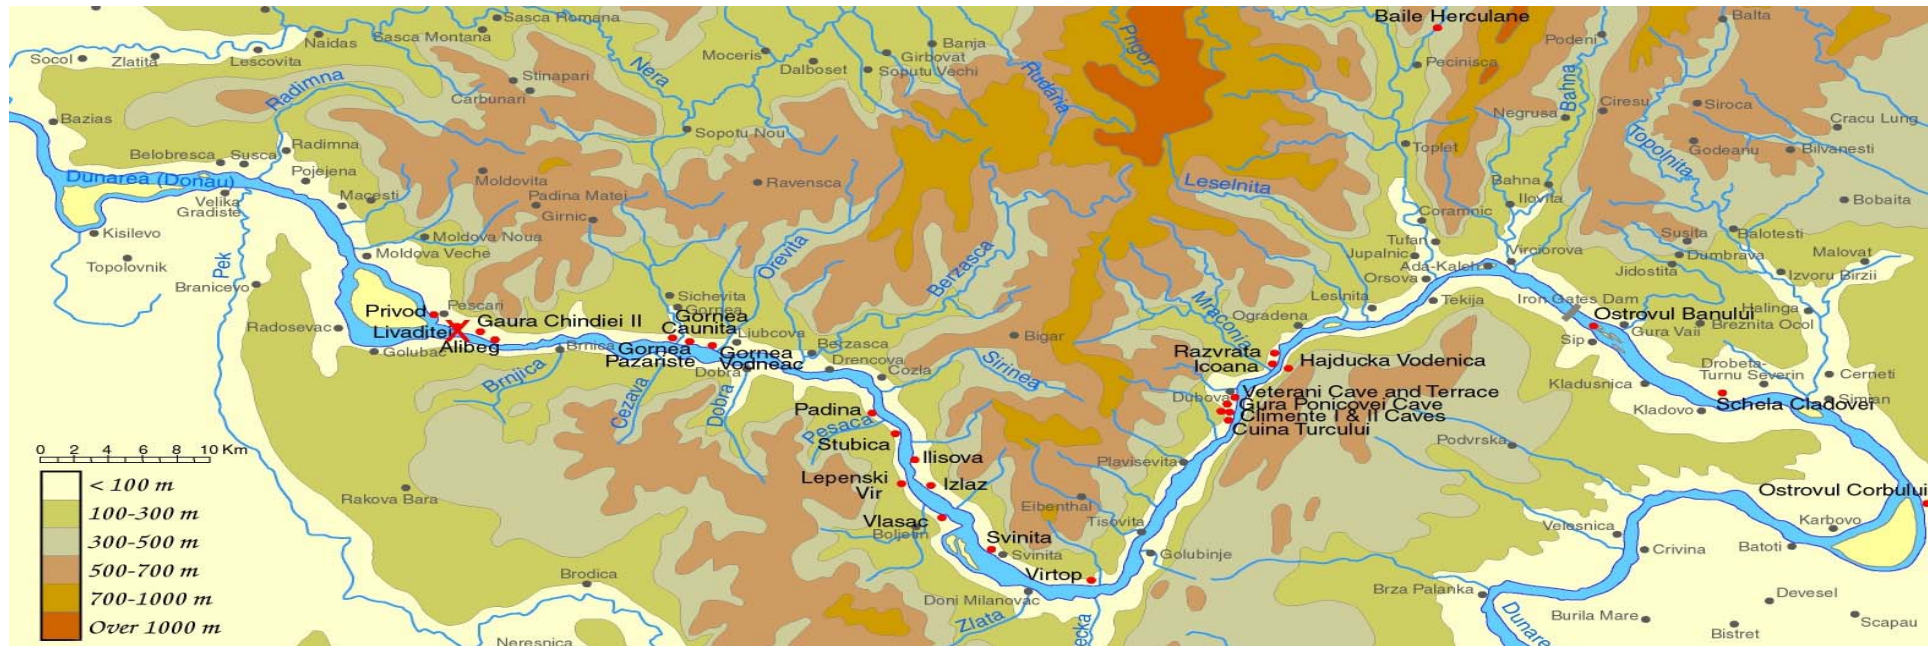 Baile Herculane
Sasca Romana
Balta
Naidas
Sasca Montana
Podeni
Banja
Moceris
Girbovat
Socol
Zlatita
Lescovita
Dalboset
Soputu Vechi
Prigor
Pecinisca
Nera
Rudaria
Stinapari
Radimna
Carbunari
Bahna
Ciresu
Siroca
Negrusa
Bazias
Cracu Lung
Sopotu Nou
Topolnita
Toplet
Godeanu
Bilvanesti
Radimna
Belobresca
Susca
Pojejena
Dunarea (Donau)
Moldovita
Ravensca
Leselnita
Bahna
Macesti
Padina Matei
Ilovita
Bobaita
Velika
Gradiste
Girnic
Coramnic
Kisilevo
Moldova Noua
Tufan
Susita
Balotesti
Moldova Veche
Jupalnic
Virciorova
Dumbrava
Malovat
Topolovnik
Pek
Orevita
Berzasca
Ada-Kaleh
Jidostita
Izvoru Birzii
Branicevo
Orsova
Sichevita
Mraconia
Lesinita
Tekija
Iron Gates Dam
Privod
Pescari
Gornea
Halinga
Gaura Chindiei II
Gornea
Caunita
Ogradena
Ostrovul Banului
Radosevac
Livaditei
X
Liubcova
Bigar
Gura Vaii
Breznita Ocol
Alibeg
Brnica
Gornea
Pazariste
Gornea
Vodneac
Berzasca
Sip
Golubac
Drencova
Razvrata
Icoana
Hajducka Vodenica
Drobeta-
Turnu Severin
Brnjica
Dobra
Cozla
Sirinea
Kladusnica
Cerneti
Cezava
Dobra
Dubova
Veterani Cave and Terrace
Gura Ponicovei Cave
Climente I & II Caves
Cuina Turcului
Padina
Kladovo
Schela Cladovei
Simian
Pesaca
Stubica
Podvrska
0 2 4 6 8 10 Km
Ilisova
Plavisevita
< 100 m
Lepenski
Vir
Izlaz
Rakova Bara
Ostrovul Corbului
100-300 m
Eibenthal
Vlasac
Boljetin
Tisovita
Velesnica
Karbovo
300-500 m
Svinita
Svinita
Golubinje
Crivina
Batoti
500-700 m
Virtop
Brodica
Brza Palanka
700-1000 m
Doni Milanovac
Devesel
Zlata
Burila Mare
Scapau
Over 1000 m
Bistret
Neresnica
ecka
Dunare